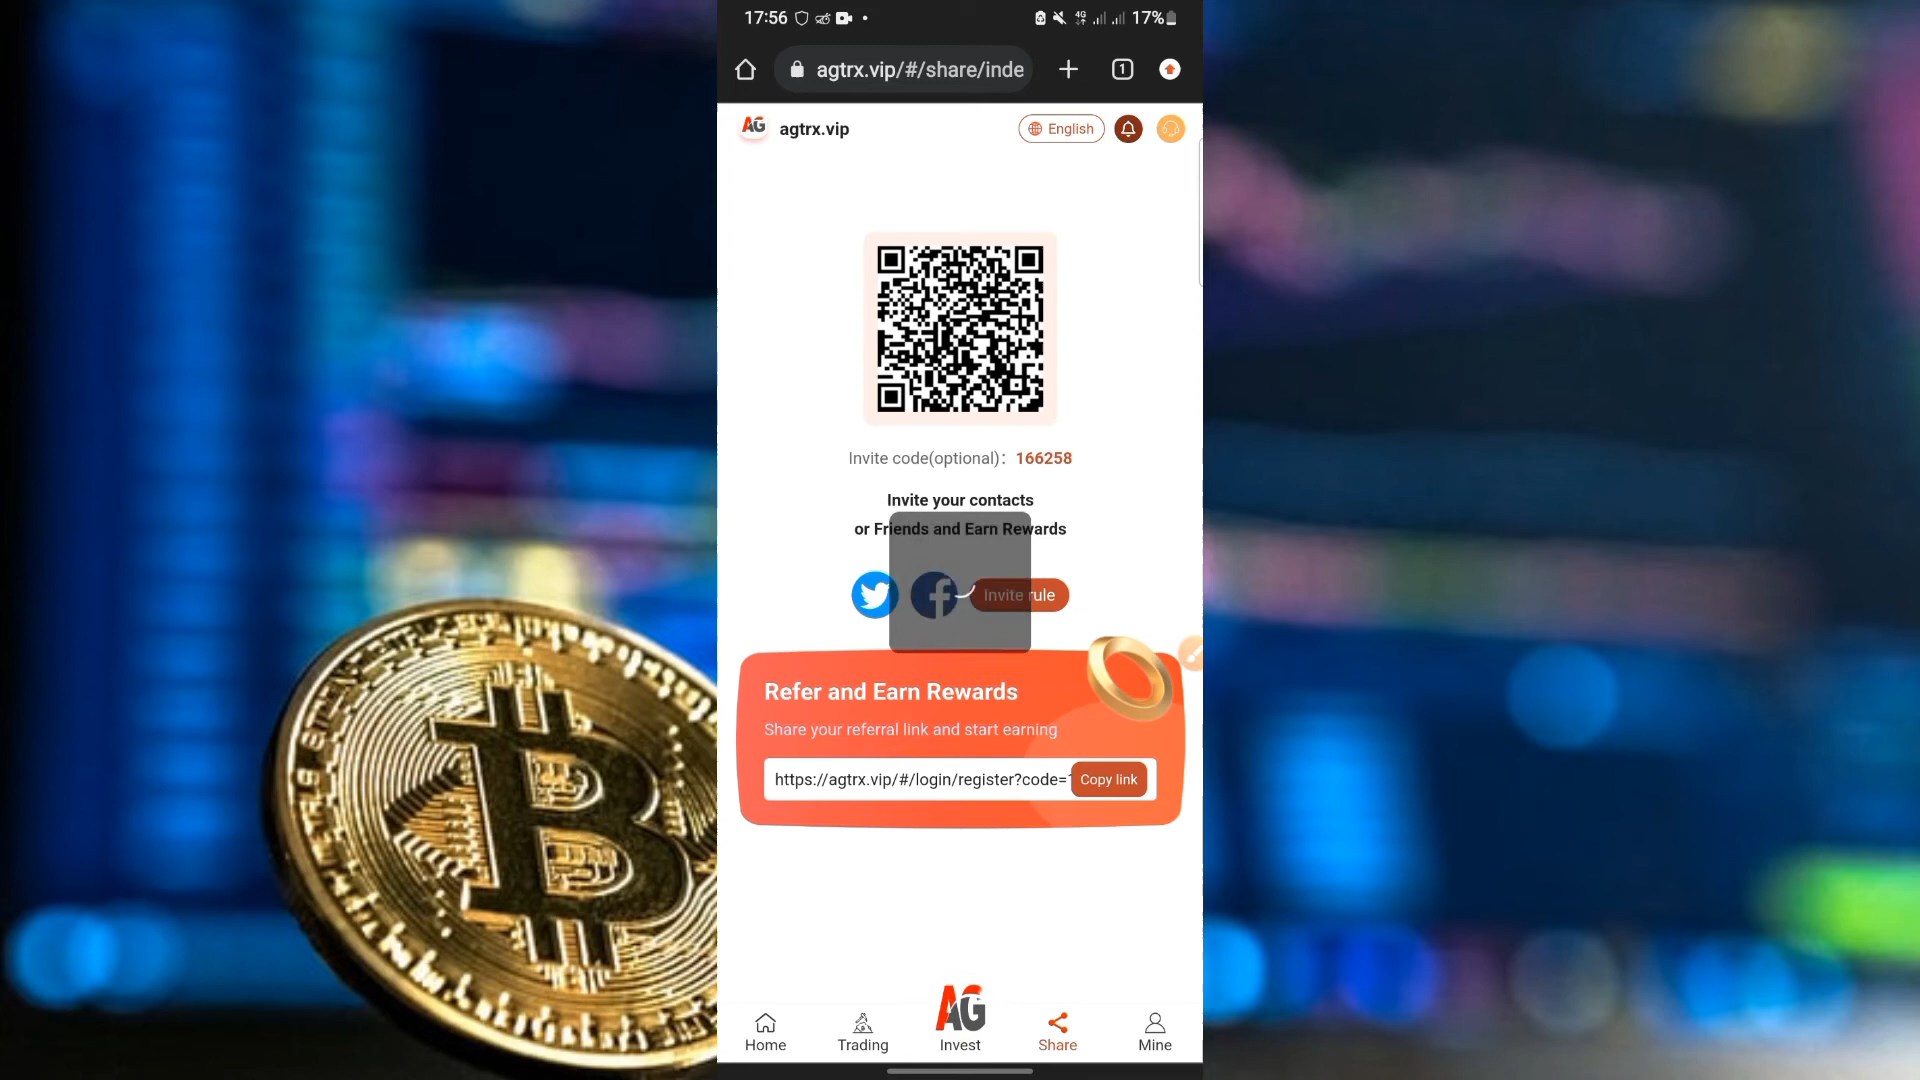 17:56
4G
17%
agtrx.vip/#/share/inde
1
AG
agtrx.vip
English
Invite code(optional): 166258
Invite your contacts
or Friends and Earn Rewards
Invite rule
Refer and Earn Rewards
Share your referral link and start earning
https://agtrx.vip/#/login/register?code=
Copy link
AG
Home
Trading
Invest
Share
Mine